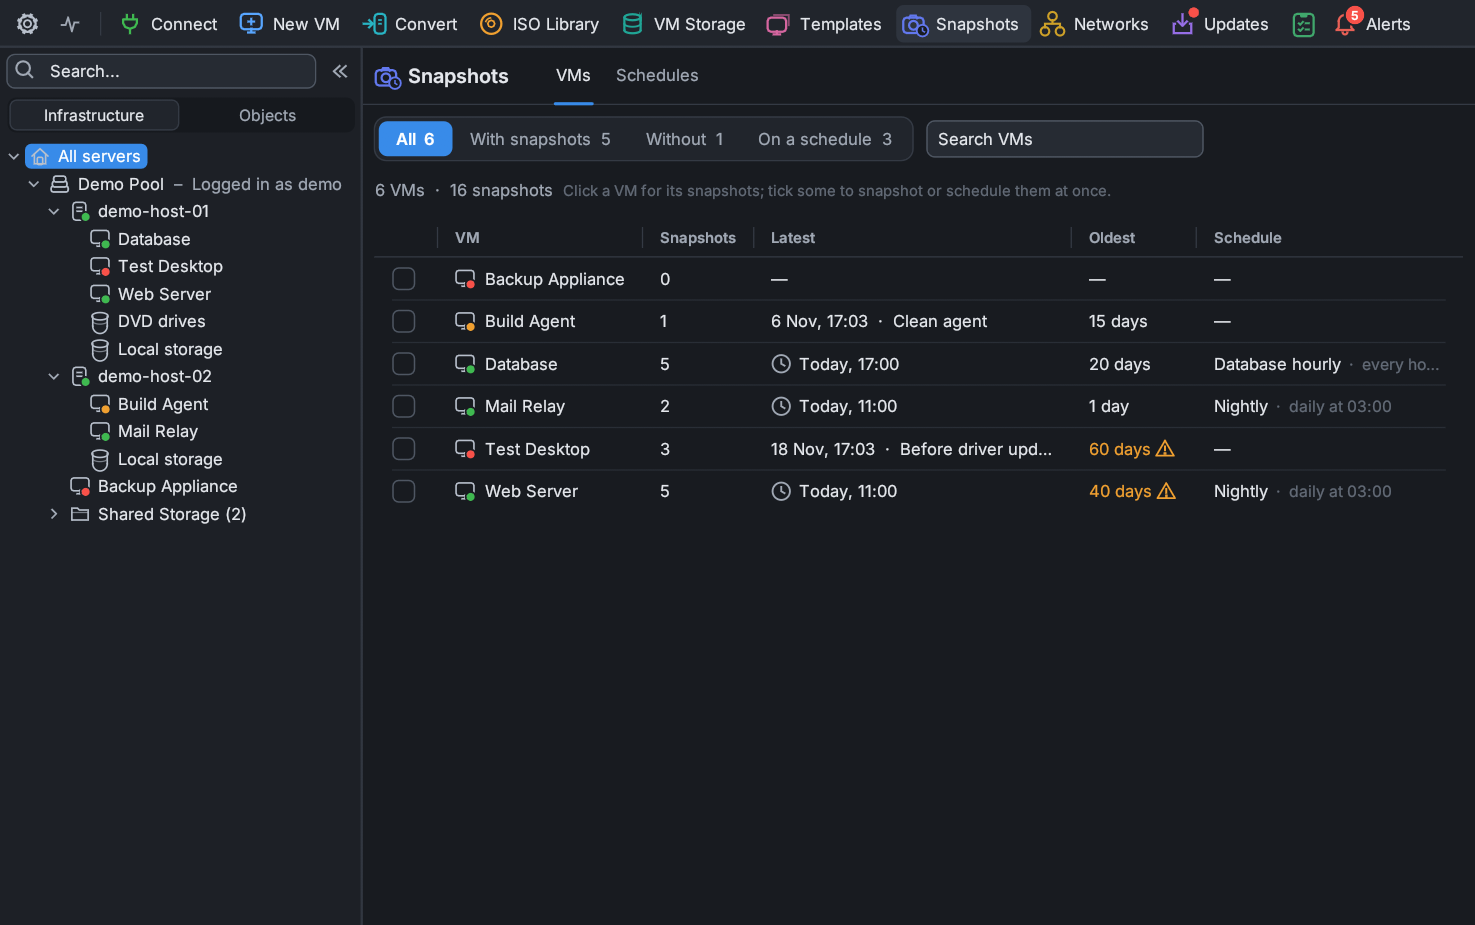 Connect New VM Convert ISO Library VM Storage Templates Snapshots Networks Updates 5 Alerts
Search...
Infrastructure Objects
All servers
Demo Pool – Logged in as demo
demo-host-01
Database
Test Desktop
Web Server
DVD drives
Local storage
demo-host-02
Build Agent
Mail Relay
Local storage
Backup Appliance
Shared Storage (2)
Snapshots VMs Schedules
All 6 With snapshots 5 Without 1 On a schedule 3 Search VMs
6 VMs · 16 snapshots Click a VM for its snapshots; tick some to snapshot or schedule them at once.
VM Snapshots Latest Oldest Schedule
Backup Appliance 0 — — —
Build Agent 1 6 Nov, 17:03 · Clean agent 15 days —
Database 5 Today, 17:00 20 days Database hourly · every ho...
Mail Relay 2 Today, 11:00 1 day Nightly · daily at 03:00
Test Desktop 3 18 Nov, 17:03 · Before driver upd... 60 days —
Web Server 5 Today, 11:00 40 days Nightly · daily at 03:00